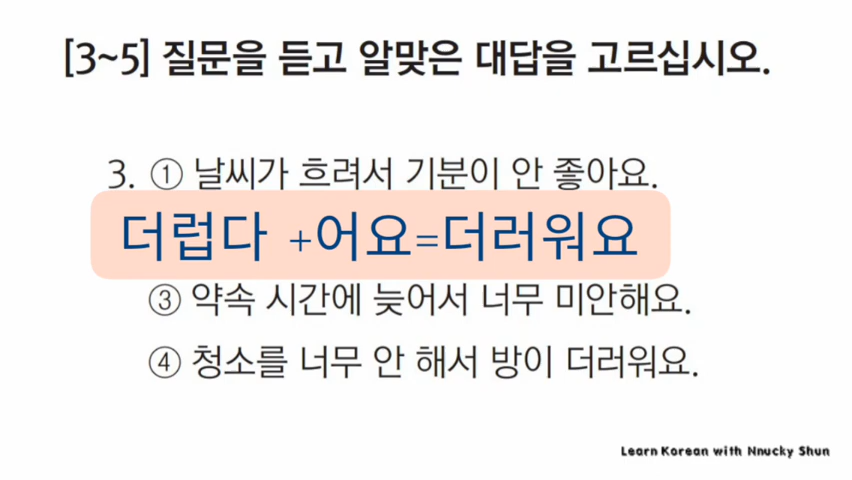 [3~5] 질문을 듣고 알맞은 대답을 고르십시오.
3. ① 날씨가 흐려서 기분이 안 좋아요.
더럽다 +어요=더러워요
③ 약속 시간에 늦어서 너무 미안해요.
④ 청소를 너무 안 해서 방이 더러워요.
Learn Korean with Nnucky Shun